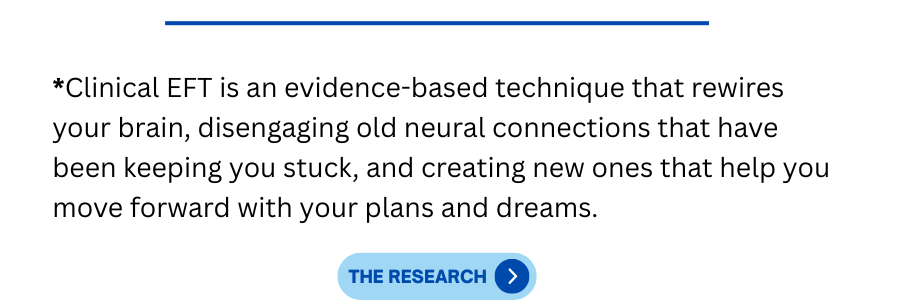 *Clinical EFT is an evidence-based technique that rewires
your brain, disengaging old neural connections that have
been keeping you stuck, and creating new ones that help you
move forward with your plans and dreams.
THE RESEARCH